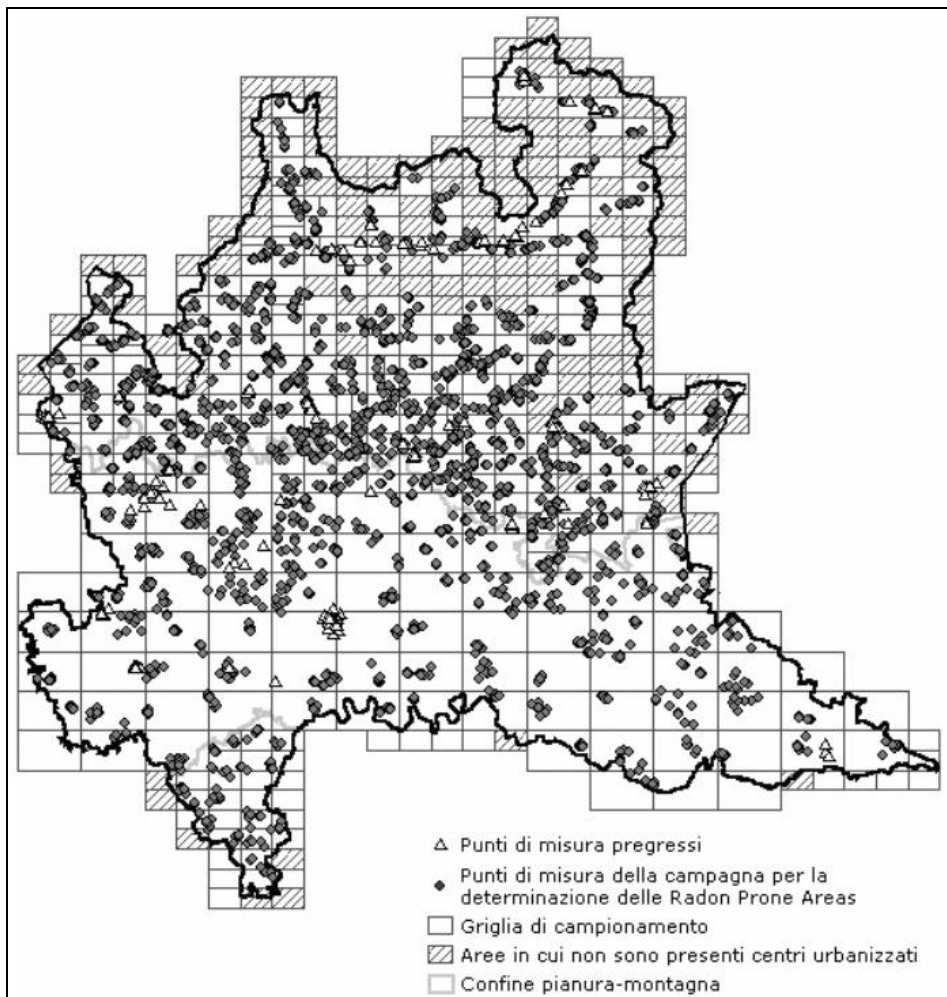 Punti di misura pregressi
Punti di misura della campagna per la
determinazione delle Radon Prone Areas
Griglia di campionamento
Aree in cui non sono presenti centri urbanizzati
Confine pianura-montagna